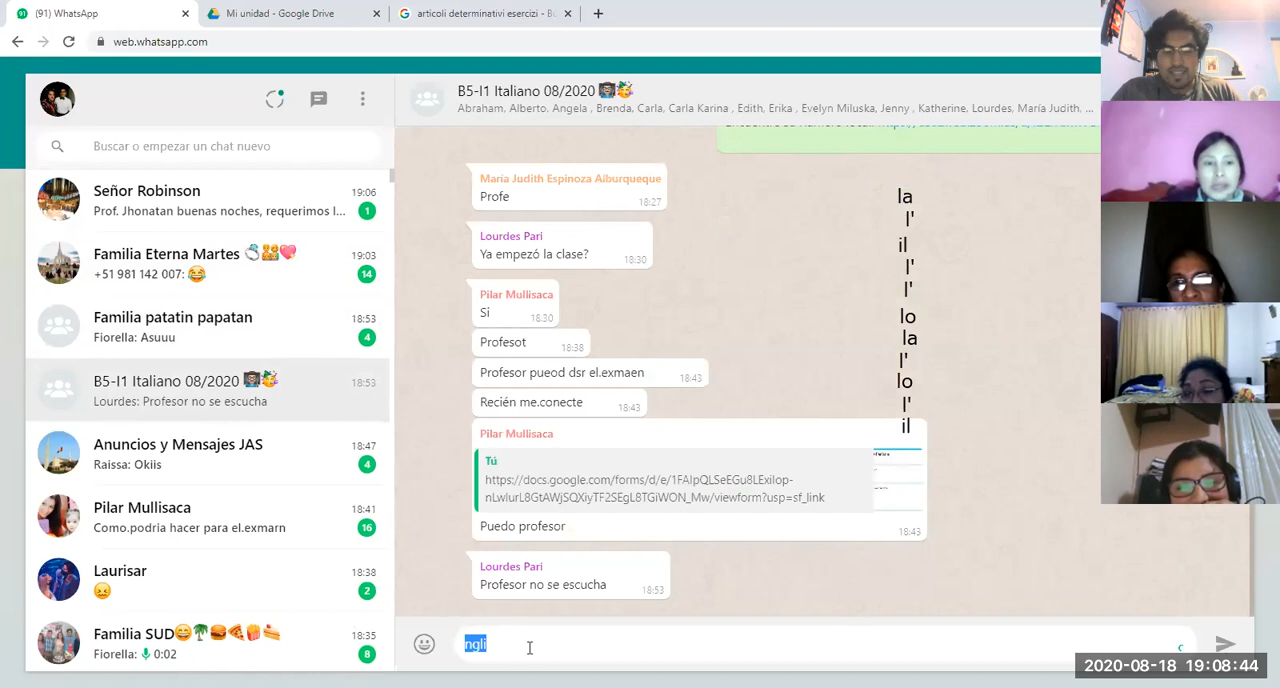 (91) WhatsApp
Mi unidad - Google Drive
articoli determinativi esercizi - Bu
web.whatsapp.com
B5-I1 Italiano 08/2020
Abraham, Alberto, Angela , Brenda, Carla, Carla Karina , Edith, Erika , Evelyn Miluska, Jenny , Katherine, Lourdes, María Judith, ...
Buscar o empezar un chat nuevo
Señor Robinson 19:06
Prof. Jhonatan buenas noches, requerimos l... 1
Familia Eterna Martes 19:03
+51 981 142 007: 14
Familia patatin papatan 18:53
Fiorella: Asuuu 4
B5-I1 Italiano 08/2020 18:53
Lourdes: Profesor no se escucha
Anuncios y Mensajes JAS 18:47
Raissa: Okiis 4
Pilar Mullisaca 18:41
Como.podria hacer para el.exmarn 16
Laurisar 18:38
2
Familia SUD 18:35
Fiorella: 0:02 8
María Judith Espinoza Alburqueque
Profe 18:27
Lourdes Pari
Ya empezó la clase? 18:30
Pilar Mullisaca
Sí 18:30
Profesot 18:38
Profesor pueod dsr el.exmaen 18:43
Recién me.conecte 18:43
Pilar Mullisaca
Tú
https://docs.google.com/forms/d/e/1FAIpQLSeEGu8LExiIop-
nLwIurL8GtAWjSQXiyTF2SEgL8TGiWON_Mw/viewform?usp=sf_link
Puedo profesor 18:43
Lourdes Pari
Profesor no se escucha 18:53
la
l'
il
l'
l'
lo
la
l'
lo
l'
il
ngli
2020-08-18 19:08:44